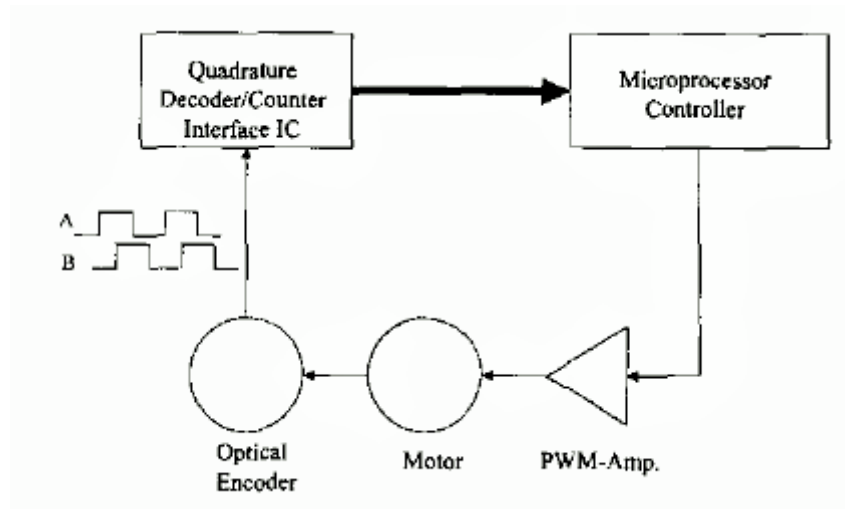 Quadrature
Decoder/Counter
Interface IC
Microprocessor
Controller
A
B
Optical
Encoder
Motor
PWM-Amp.